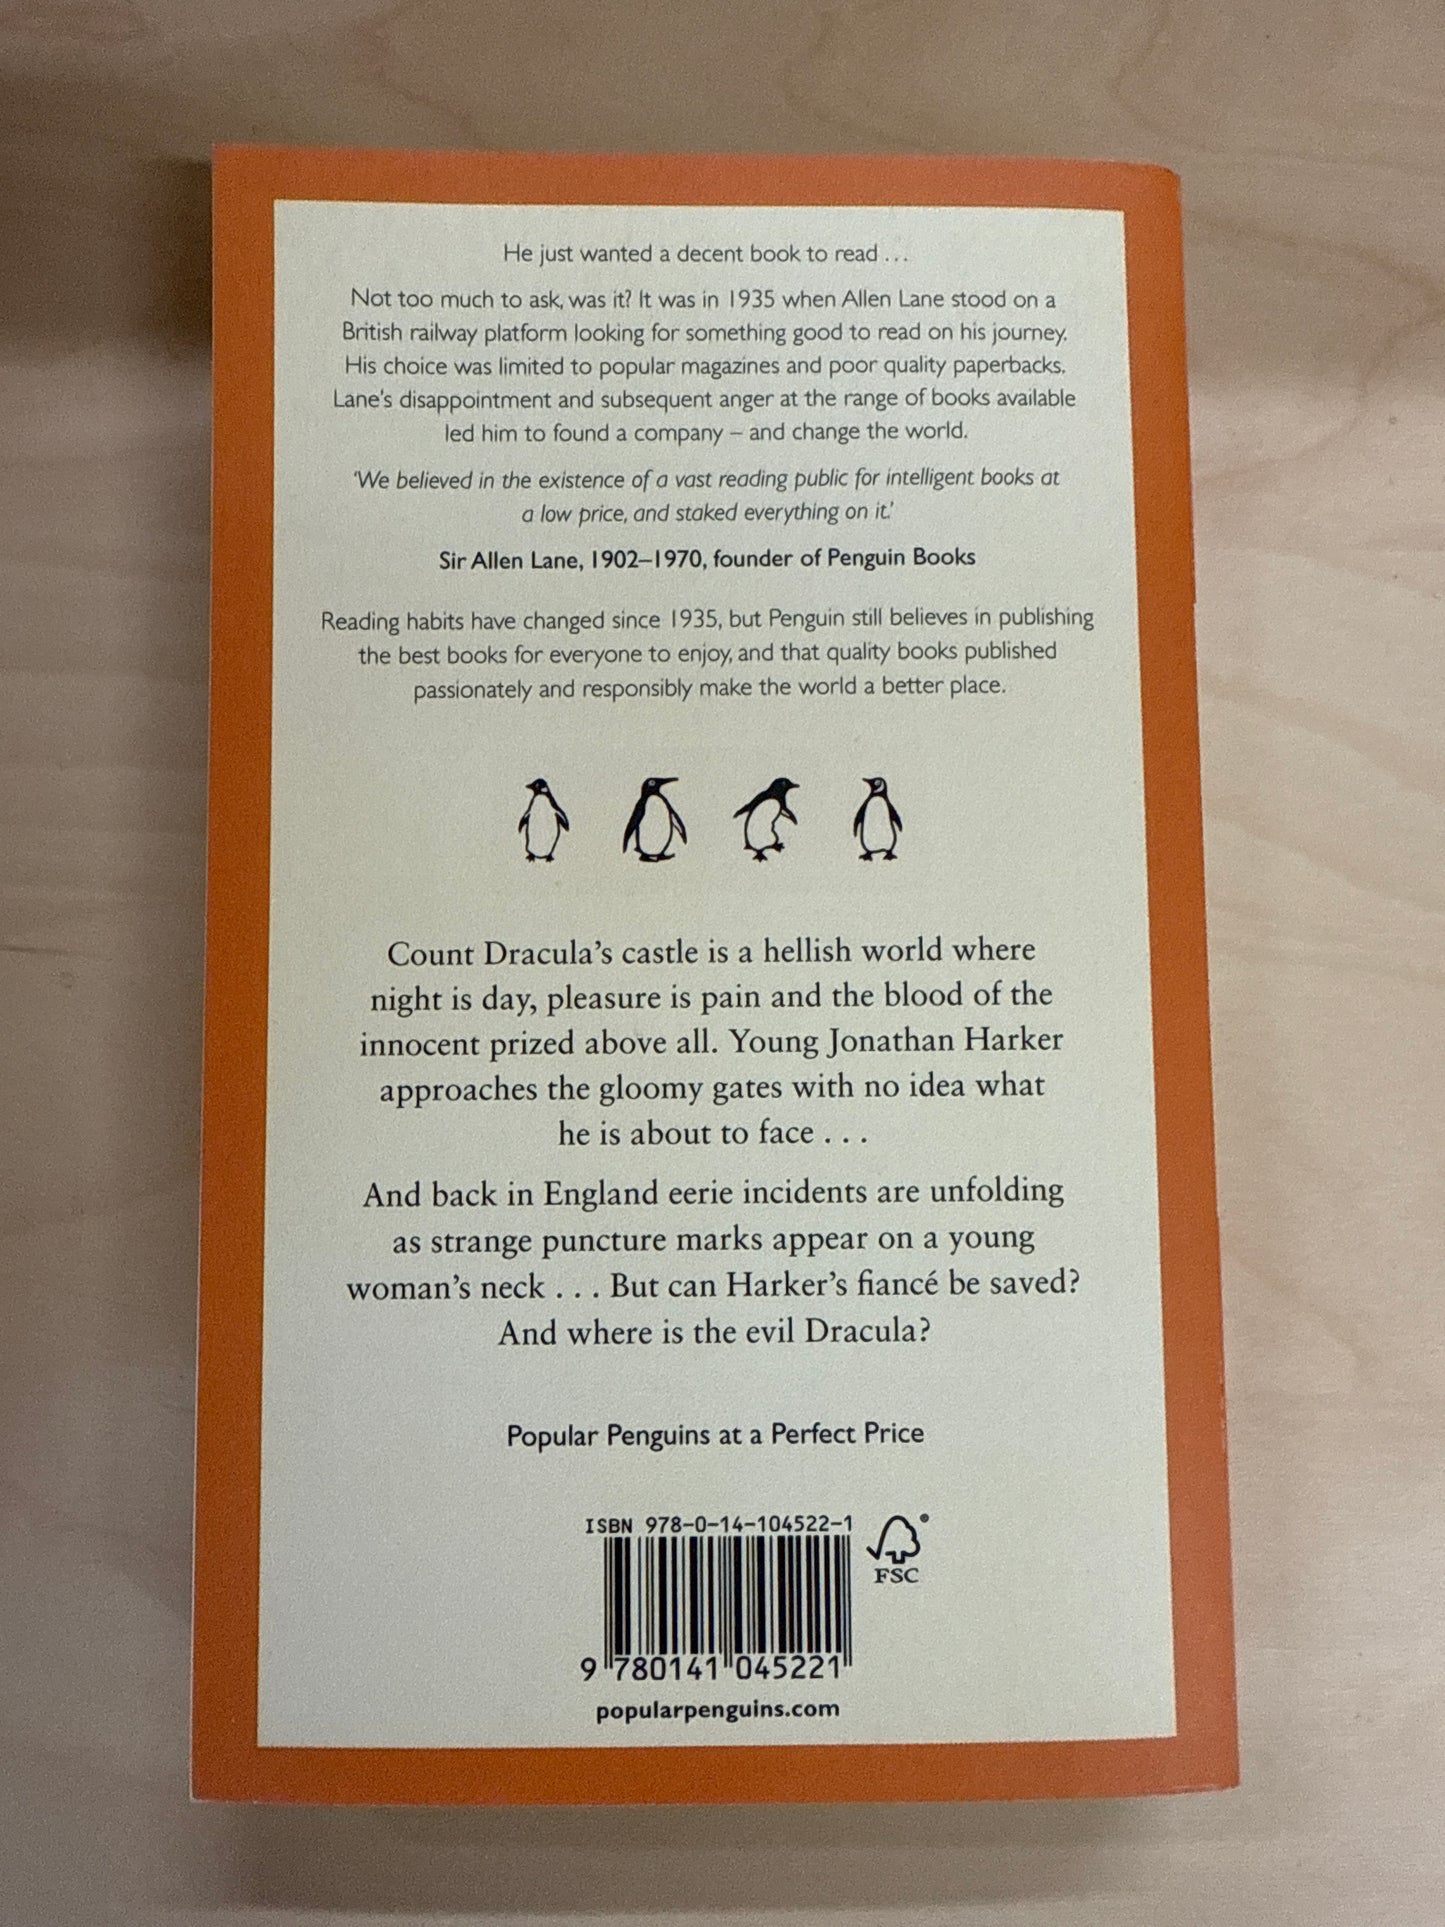 He just wanted a decent book to read . . .
Not too much to ask, was it? It was in 1935 when Allen Lane stood on a
British railway platform looking for something good to read on his journey.
His choice was limited to popular magazines and poor quality paperbacks.
Lane's disappointment and subsequent anger at the range of books available
led him to found a company – and change the world.
‘We believed in the existence of a vast reading public for intelligent books at
a low price, and staked everything on it.’
Sir Allen Lane, 1902–1970, founder of Penguin Books
Reading habits have changed since 1935, but Penguin still believes in publishing
the best books for everyone to enjoy, and that quality books published
passionately and responsibly make the world a better place.
Count Dracula’s castle is a hellish world where
night is day, pleasure is pain and the blood of the
innocent prized above all. Young Jonathan Harker
approaches the gloomy gates with no idea what
he is about to face . . .
And back in England eerie incidents are unfolding
as strange puncture marks appear on a young
woman’s neck . . . But can Harker’s fiancé be saved?
And where is the evil Dracula?
Popular Penguins at a Perfect Price
ISBN 978-0-14-104522-1
FSC ®
9 780141 045221
popularpenguins.com